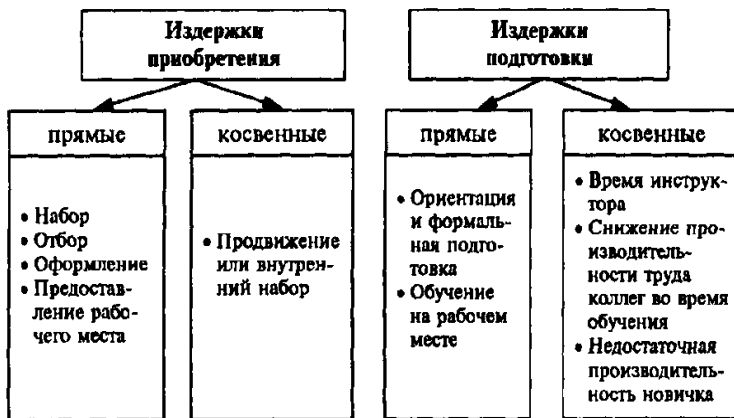 Издержки
приобретения
прямые
• Набор
• Отбор
• Оформление
• Предостав-
ление рабо-
чего места
косвенные
• Продвижение
или внутрен-
ний набор
Издержки
подготовки
прямые
• Ориентация
и формаль-
ная подго-
товка
• Обучение
на рабочем
месте
косвенные
• Время инструк-
тора
• Снижение про-
изводитель-
ности труда
коллег во время
обучения
• Недостаточная
производитель-
ность новичка